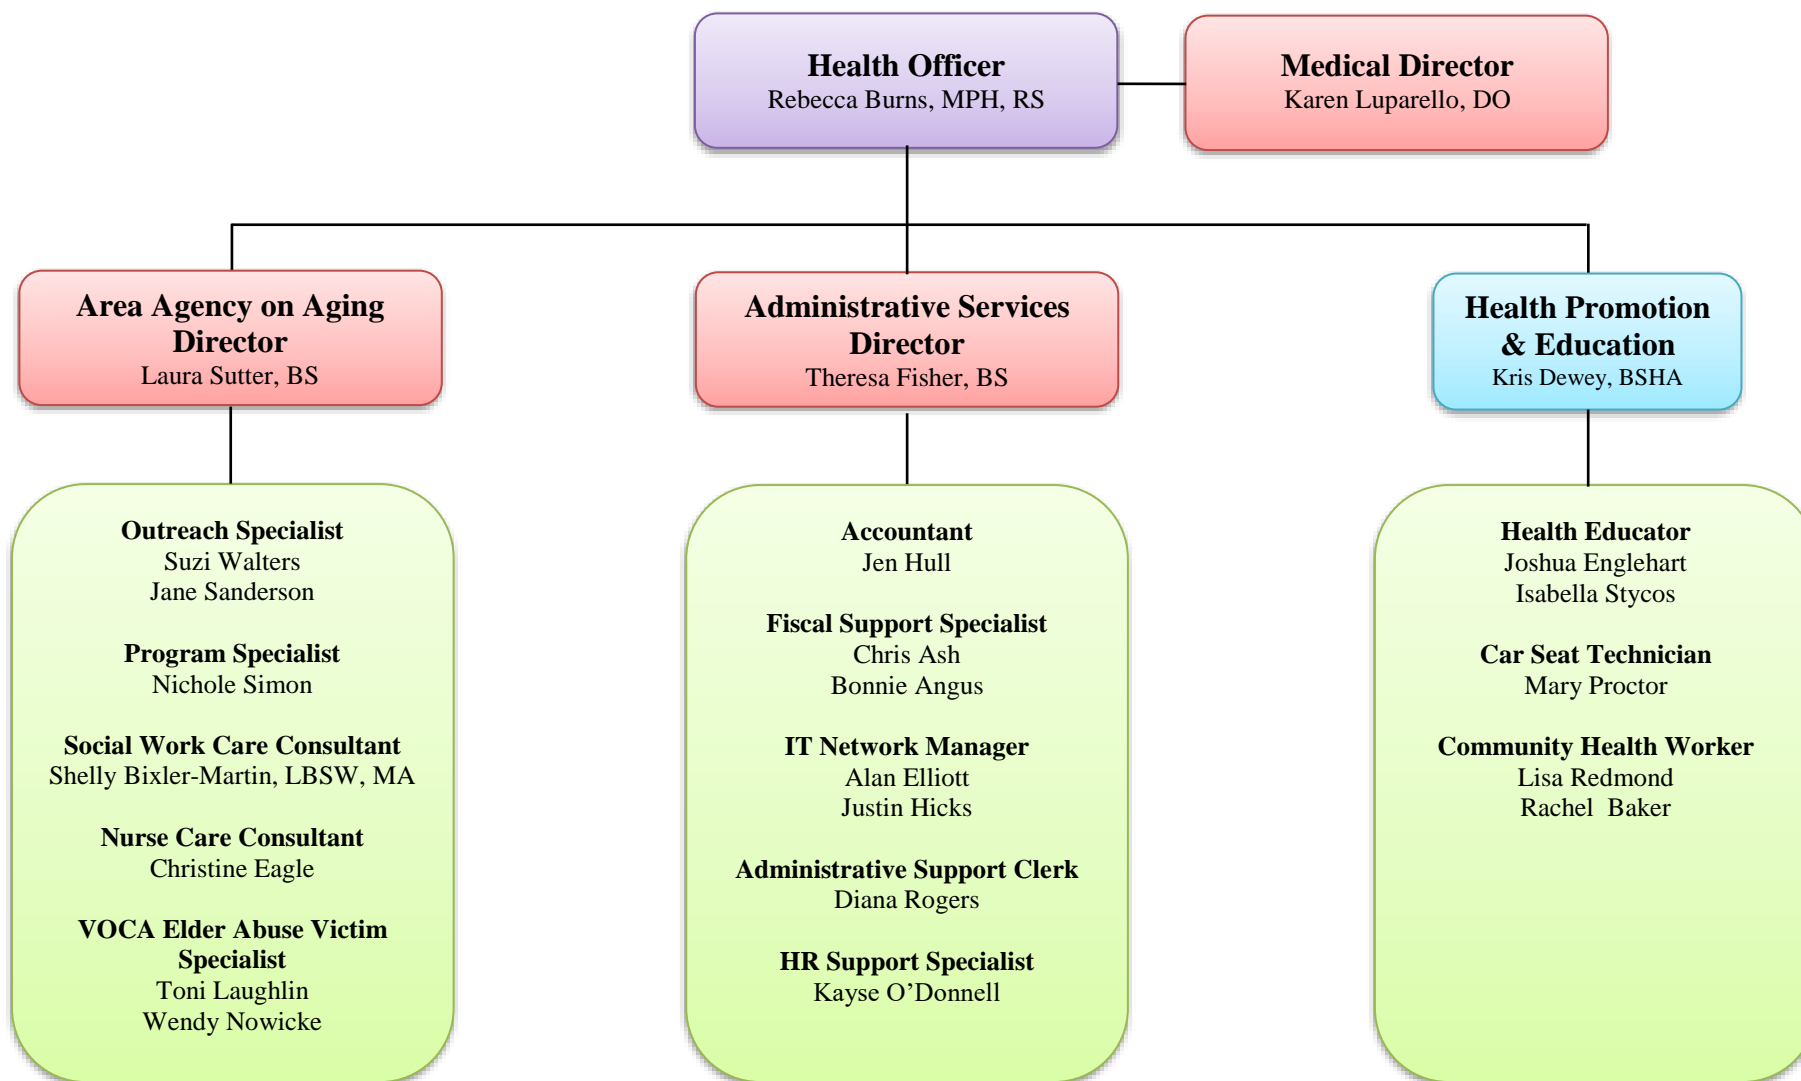 Health Officer
Rebecca Burns, MPH, RS
Medical Director
Karen Luparello, DO
Area Agency on Aging
Director
Laura Sutter, BS
Administrative Services
Director
Theresa Fisher, BS
Health Promotion
& Education
Kris Dewey, BSHA
Outreach Specialist
Suzi Walters
Jane Sanderson
Program Specialist
Nichole Simon
Social Work Care Consultant
Shelly Bixler-Martin, LBSW, MA
Nurse Care Consultant
Christine Eagle
VOCA Elder Abuse Victim
Specialist
Toni Laughlin
Wendy Nowicke
Accountant
Jen Hull
Fiscal Support Specialist
Chris Ash
Bonnie Angus
IT Network Manager
Alan Elliott
Justin Hicks
Administrative Support Clerk
Diana Rogers
HR Support Specialist
Kayse O’Donnell
Health Educator
Joshua Englehart
Isabella Stycos
Car Seat Technician
Mary Proctor
Community Health Worker
Lisa Redmond
Rachel  Baker